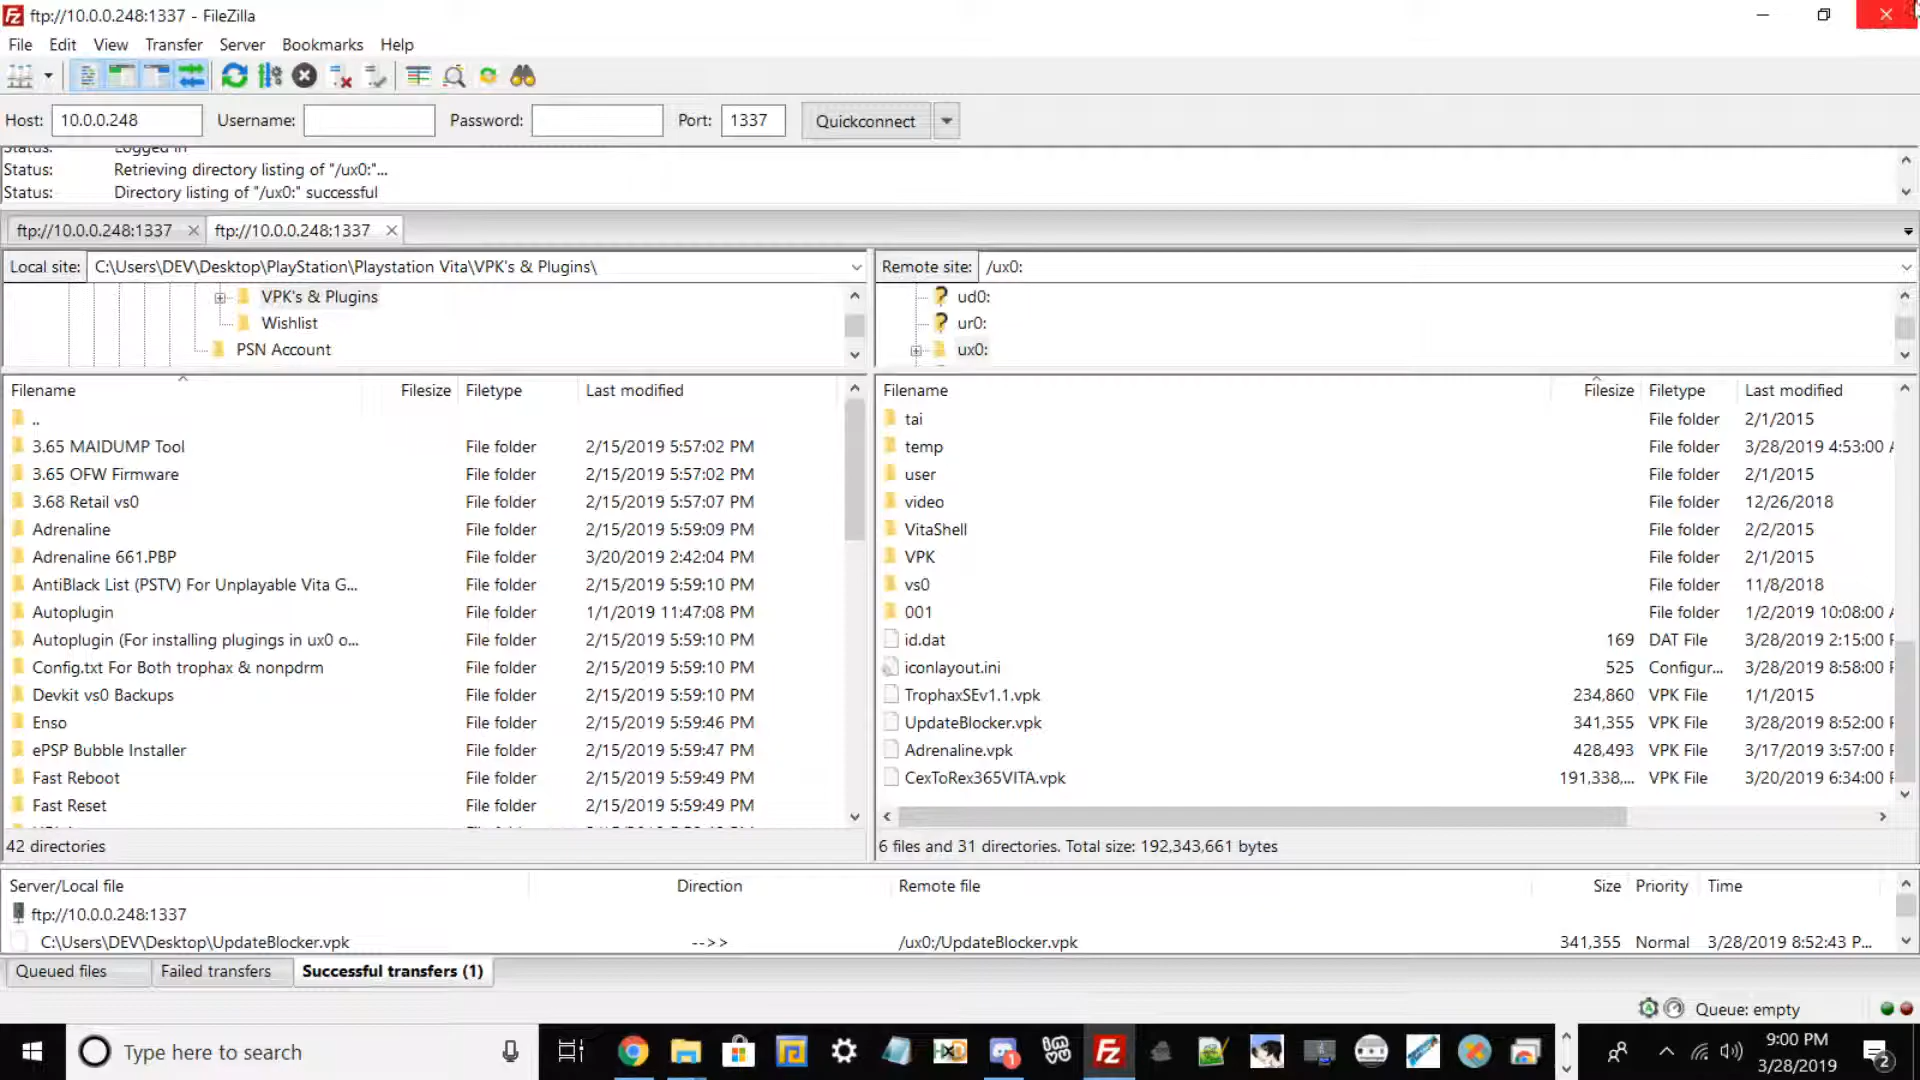 ftp://10.0.0.248:1337 - FileZilla
File Edit View Transfer Server Bookmarks Help
Host: 10.0.0.248 Username: Password: Port: 1337 Quickconnect
Status: Logged in
Status: Retrieving directory listing of "/ux0:"...
Status: Directory listing of "/ux0:" successful
ftp://10.0.0.248:1337 ftp://10.0.0.248:1337
Local site: C:\Users\DEV\Desktop\PlayStation\Playstation Vita\VPK's & Plugins\
VPK's & Plugins
Wishlist
PSN Account
Filename Filesize Filetype Last modified
..
3.65 MAIDUMP Tool File folder 2/15/2019 5:57:02 PM
3.65 OFW Firmware File folder 2/15/2019 5:57:02 PM
3.68 Retail vs0 File folder 2/15/2019 5:57:07 PM
Adrenaline File folder 2/15/2019 5:59:09 PM
Adrenaline 661.PBP File folder 3/20/2019 2:42:04 PM
AntiBlack List (PSTV) For Unplayable Vita G... File folder 2/15/2019 5:59:10 PM
Autoplugin File folder 1/1/2019 11:47:08 PM
Autoplugin (For installing plugings in ux0 o... File folder 2/15/2019 5:59:10 PM
Config.txt For Both trophax & nonpdrm File folder 2/15/2019 5:59:10 PM
Devkit vs0 Backups File folder 2/15/2019 5:59:10 PM
Enso File folder 2/15/2019 5:59:46 PM
ePSP Bubble Installer File folder 2/15/2019 5:59:47 PM
Fast Reboot File folder 2/15/2019 5:59:49 PM
Fast Reset File folder 2/15/2019 5:59:49 PM
42 directories
Remote site: /ux0:
ud0:
ur0:
ux0:
Filename Filesize Filetype Last modified
tai File folder 2/1/2015
temp File folder 3/28/2019 4:53:00 A
user File folder 2/1/2015
video File folder 12/26/2018
VitaShell File folder 2/2/2015
VPK File folder 2/1/2015
vs0 File folder 11/8/2018
001 File folder 1/2/2019 10:08:00 A
id.dat 169 DAT File 3/28/2019 2:15:00 P
iconlayout.ini 525 Configur... 3/28/2019 8:58:00 P
TrophaxSEv1.1.vpk 234,860 VPK File 1/1/2015
UpdateBlocker.vpk 341,355 VPK File 3/28/2019 8:52:00 P
Adrenaline.vpk 428,493 VPK File 3/17/2019 3:57:00 P
CexToRex365VITA.vpk 191,338,... VPK File 3/20/2019 6:34:00 P
6 files and 31 directories. Total size: 192,343,661 bytes
Server/Local file Direction Remote file Size Priority Time
ftp://10.0.0.248:1337
C:\Users\DEV\Desktop\UpdateBlocker.vpk -->> /ux0:/UpdateBlocker.vpk 341,355 Normal 3/28/2019 8:52:43 P...
Queued files Failed transfers Successful transfers (1)
Queue: empty
Type here to search
9:00 PM
3/28/2019